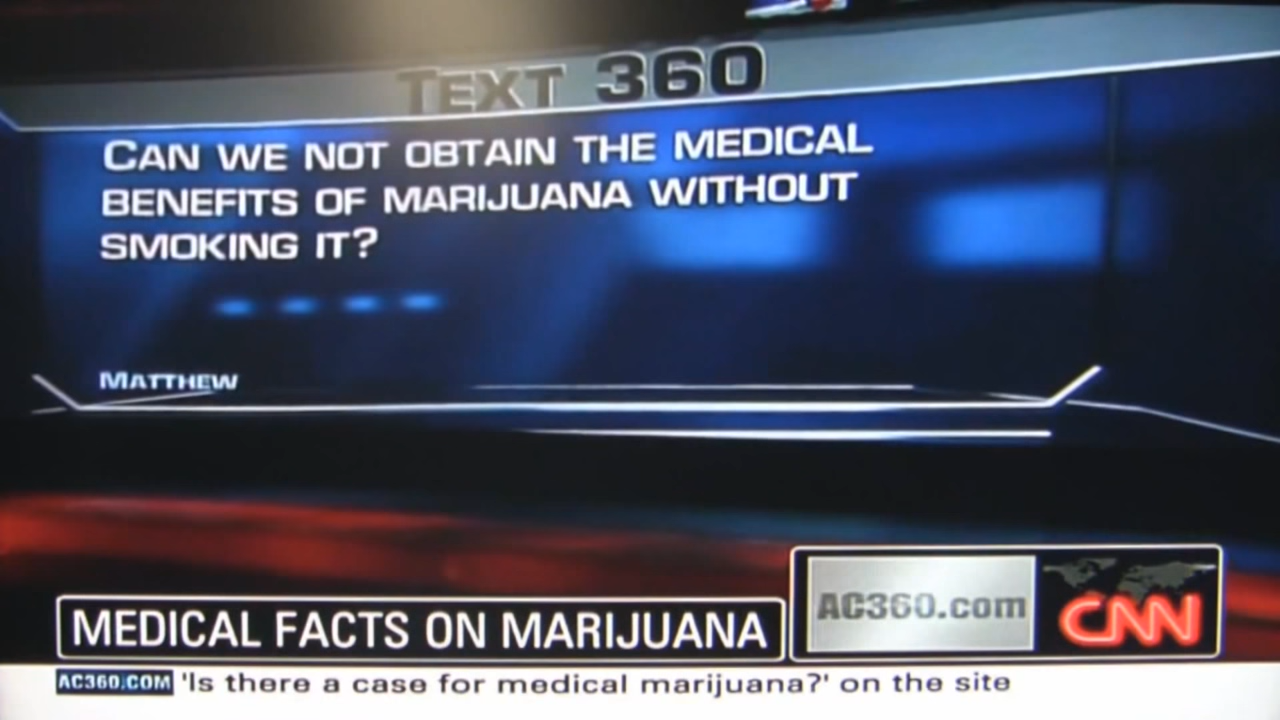 TEXT 360
CAN WE NOT OBTAIN THE MEDICAL
BENEFITS OF MARIJUANA WITHOUT
SMOKING IT?
MATTHEW
MEDICAL FACTS ON MARIJUANA
AC360.com
CNN
AC360.COM 'Is there a case for medical marijuana?' on the site